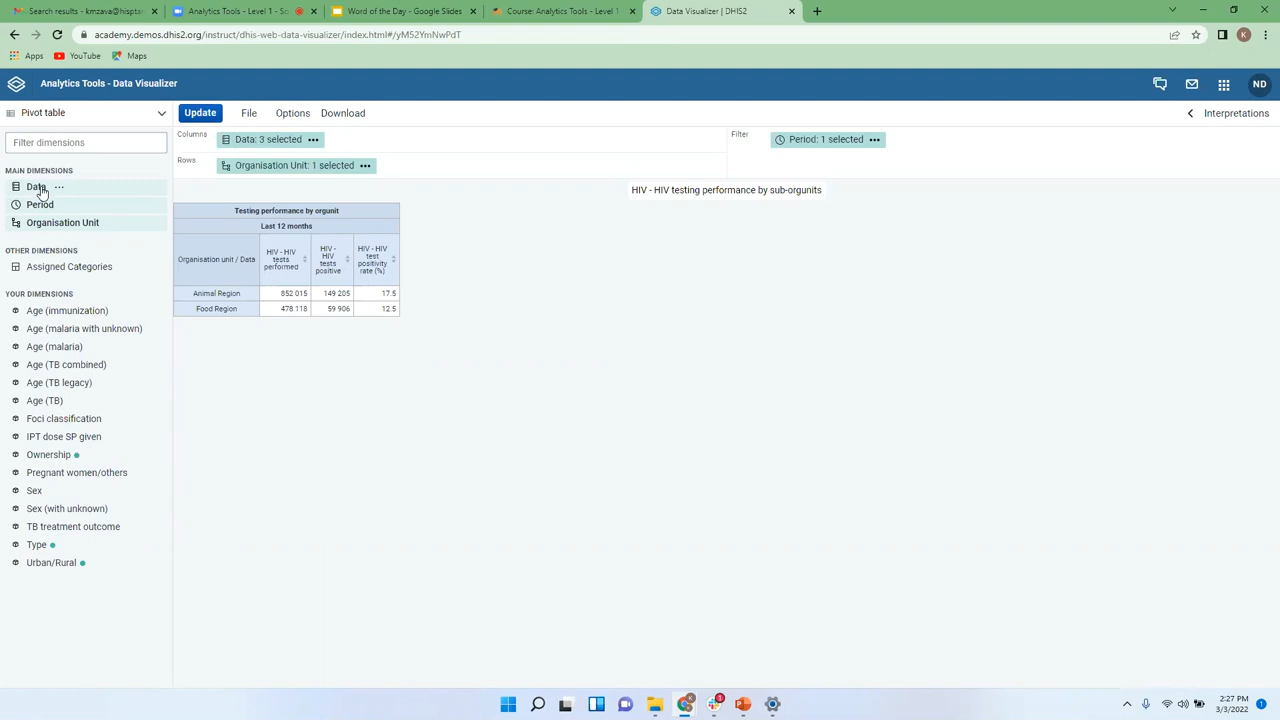 Search results - kmzava@hisptar
Analytics Tools - Level 1 - So
Word of the Day - Google Slides
Course: Analytics Tools – Level 1
Data Visualizer | DHIS2
academy.demos.dhis2.org/instruct/dhis-web-data-visualizer/index.html#/yM52YmNwPdT
K
Apps
YouTube
Maps
Analytics Tools - Data Visualizer
ND
Pivot table
Update
File
Options
Download
Interpretations
Filter dimensions
Columns
Data: 3 selected
Filter
Period: 1 selected
Rows
Organisation Unit: 1 selected
MAIN DIMENSIONS
Data
Period
Organisation Unit
OTHER DIMENSIONS
Assigned Categories
YOUR DIMENSIONS
Age (immunization)
Age (malaria with unknown)
Age (malaria)
Age (TB combined)
Age (TB legacy)
Age (TB)
Foci classification
IPT dose SP given
Ownership
Pregnant women/others
Sex
Sex (with unknown)
TB treatment outcome
Type
Urban/Rural
HIV - HIV testing performance by sub-orgunits
Testing performance by orgunit
Last 12 months
Organisation unit / Data
HIV - HIV
tests
performed
HIV -
HIV
tests
positive
HIV - HIV
test
positivity
rate (%)
Animal Region 852 015 149 205 17.5
Food Region 478 118 59 906 12.5
K
1
2:27 PM
3/3/2022
1